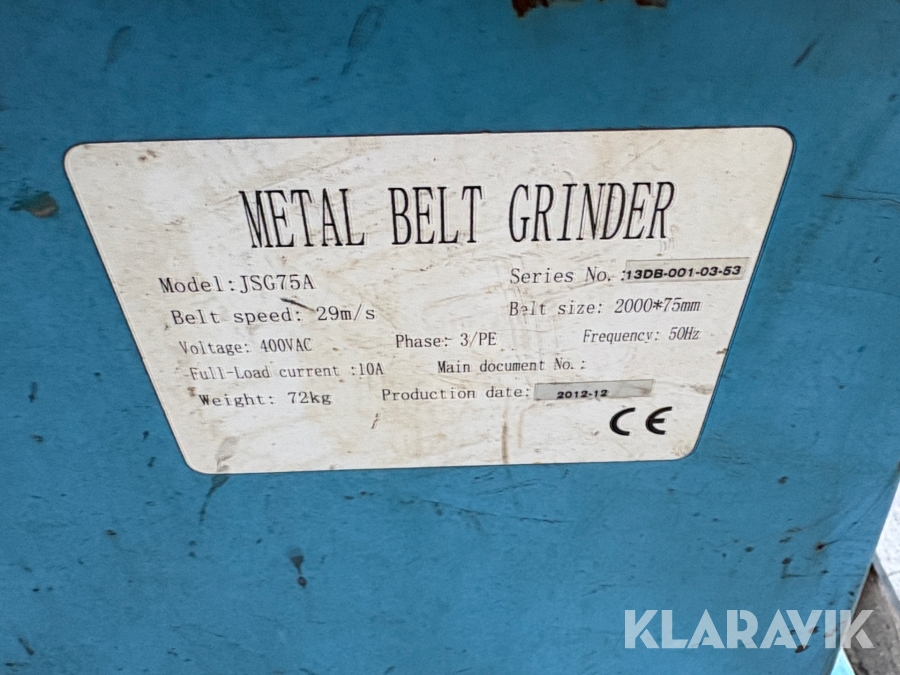 METAL BELT GRINDER
Model:JSG75A
Series No.:13DB-001-03-53
Belt speed: 29m/s
Belt size: 2000*75mm
Voltage: 400VAC
Phase: 3/PE
Frequency: 50Hz
Full-Load current :10A
Main document No.:
Weight: 72kg
Production date: 2012-12
CE
KLARAVIK